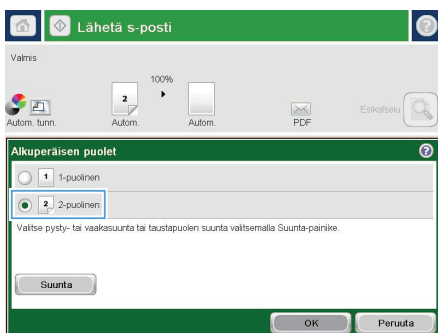 Lähetä s-posti
Valmis
100%
2
Autom. tunn.
Autom.
Autom.
PDF
Esikatselu
Alkuperäisen puolet
1 1-puolinen
2 2-puolinen
Valitse pysty- tai vaakasuunta tai taustapuolen suunta valitsemalla Suunta-painike.
Suunta
OK
Peruuta